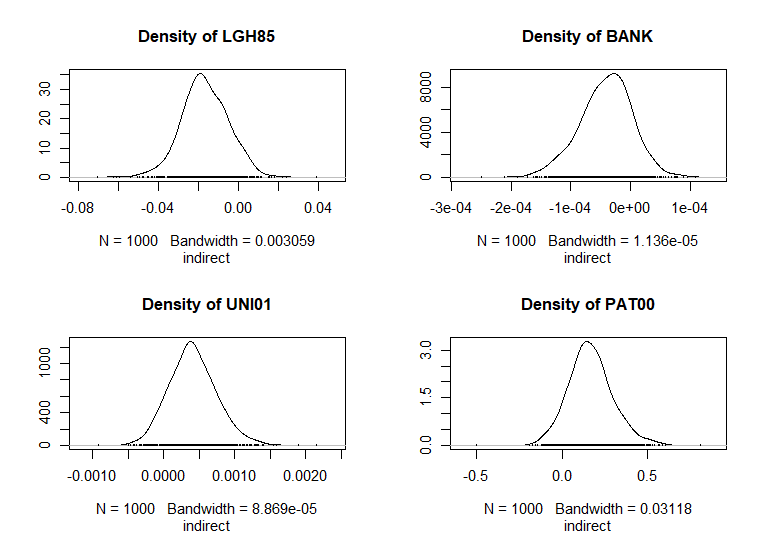 Density of LGH85
0 10 20 30
-0.08 -0.04 0.00 0.04
N = 1000 Bandwidth = 0.003059
indirect
Density of BANK
0 4000 8000
-3e-04 -2e-04 -1e-04 0e+00 1e-04
N = 1000 Bandwidth = 1.136e-05
indirect
Density of UNI01
0 400 1000
-0.0010 0.0000 0.0010 0.0020
N = 1000 Bandwidth = 8.869e-05
indirect
Density of PAT00
0.0 1.5 3.0
-0.5 0.0 0.5
N = 1000 Bandwidth = 0.03118
indirect